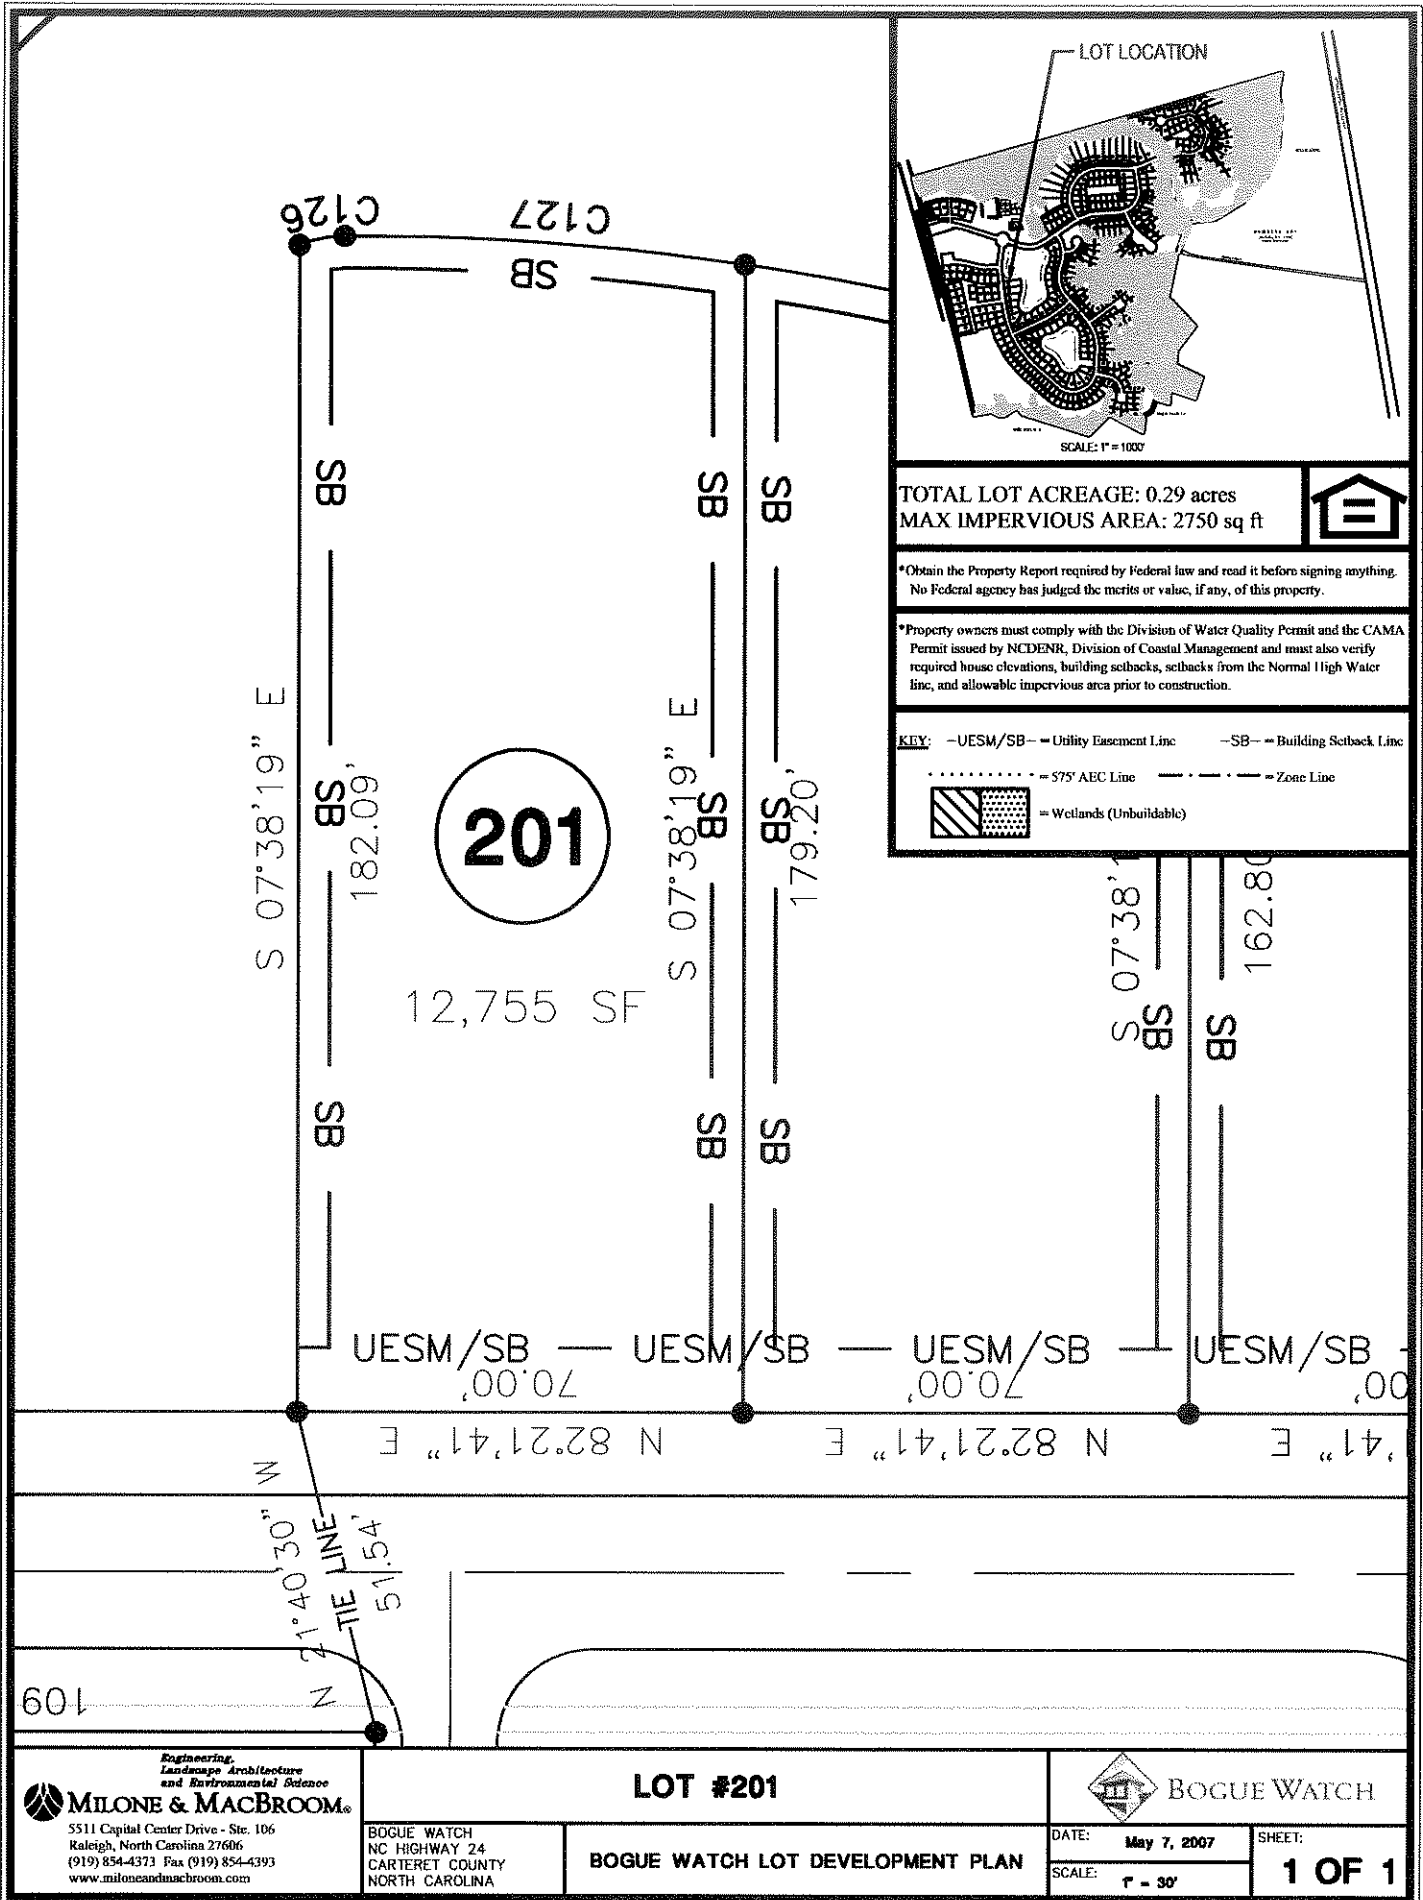 LOT LOCATION
SCALE: 1" = 1000'
TOTAL LOT ACREAGE: 0.29 acres
MAX IMPERVIOUS AREA: 2750 sq ft
*Obtain the Property Report required by Federal law and read it before signing anything.
No Federal agency has judged the merits or value, if any, of this property.
*Property owners must comply with the Division of Water Quality Permit and the CAMA
Permit issued by NCDENR, Division of Coastal Management and must also verify
required house elevations, building setbacks, setbacks from the Normal High Water
line, and allowable impervious area prior to construction.
KEY: -UESM/SB- = Utility Easement Line -SB- = Building Setback Line
= 575' AEC Line = Zone Line
= Wetlands (Unbuildable)
C126
C127
SB
SB
SB
SB
SB
SB
SB
SB
SB
SB
SB
SB
S 07°38'19" E
182.09'
S 07°38'19" E
179.20'
S 07°38'1
162.80
201
12,755 SF
UESM/SB
UESM/SB
UESM/SB
UESM/SB
70.00'
70.00'
00'
N 82°21'41" E
N 82°21'41" E
'41" E
N 21°40'30" W
TIE LINE
51.54'
109
Engineering,
Landscape Architecture
and Environmental Science
MILONE & MACBROOM®
5511 Capital Center Drive - Ste. 106
Raleigh, North Carolina 27606
(919) 854-4373 Fax (919) 854-4393
www.miloneandmacbroom.com
LOT #201
BOGUE WATCH
NC HIGHWAY 24
CARTERET COUNTY
NORTH CAROLINA
BOGUE WATCH LOT DEVELOPMENT PLAN
BOGUE WATCH
DATE: May 7, 2007
SCALE: 1" = 30'
SHEET:
1 OF 1